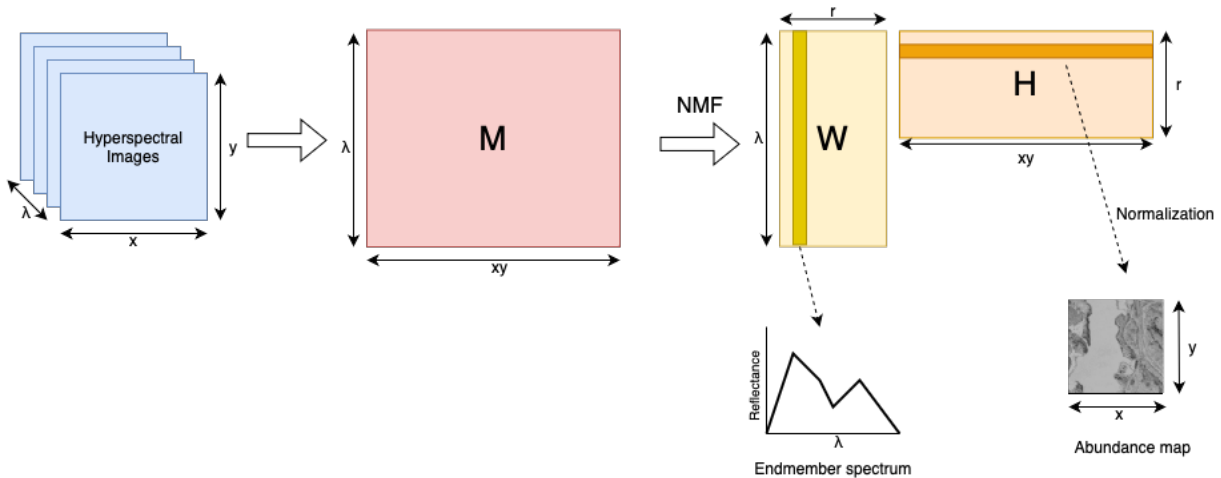 Hyperspectral
Images
y
λ
x
λ
M
xy
NMF
r
λ
W
H
r
xy
Normalization
Reflectance
λ
Endmember spectrum
y
x
Abundance map